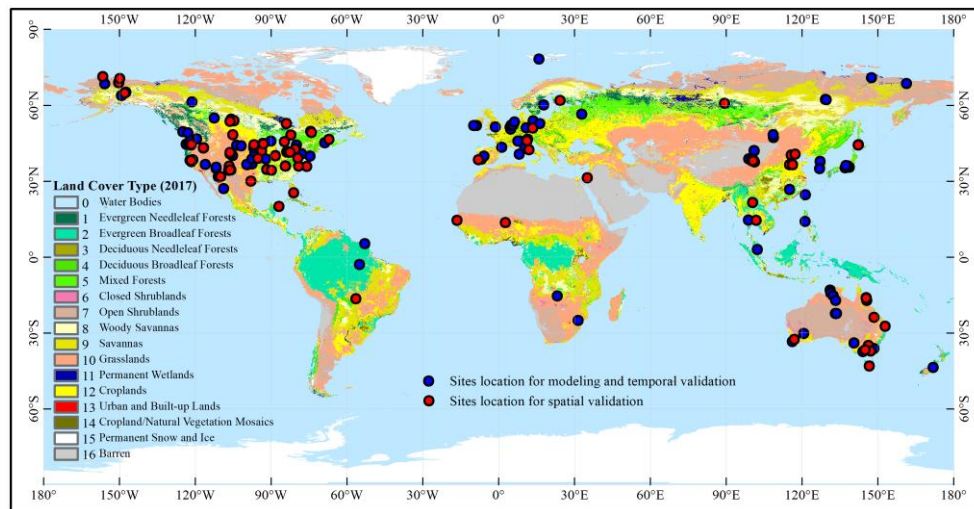 180° 150°W 120°W 90°W 60°W 30°W 0° 30°E 60°E 90°E 120°E 150°E 180°
90°
60°N 60°N
30°N 30°N
0° 0°
30°S 30°S
60°S 60°S
Land Cover Type (2017)
0 Water Bodies
1 Evergreen Needleleaf Forests
2 Evergreen Broadleaf Forests
3 Deciduous Needleleaf Forests
4 Deciduous Broadleaf Forests
5 Mixed Forests
6 Closed Shrublands
7 Open Shrublands
8 Woody Savannas
9 Savannas
10 Grasslands
11 Permanent Wetlands
12 Croplands
13 Urban and Built-up Lands
14 Cropland/Natural Vegetation Mosaics
15 Permanent Snow and Ice
16 Barren
Sites location for modeling and temporal validation
Sites location for spatial validation
180° 150°W 120°W 90°W 60°W 30°W 0° 30°E 60°E 90°E 120°E 150°E 180°